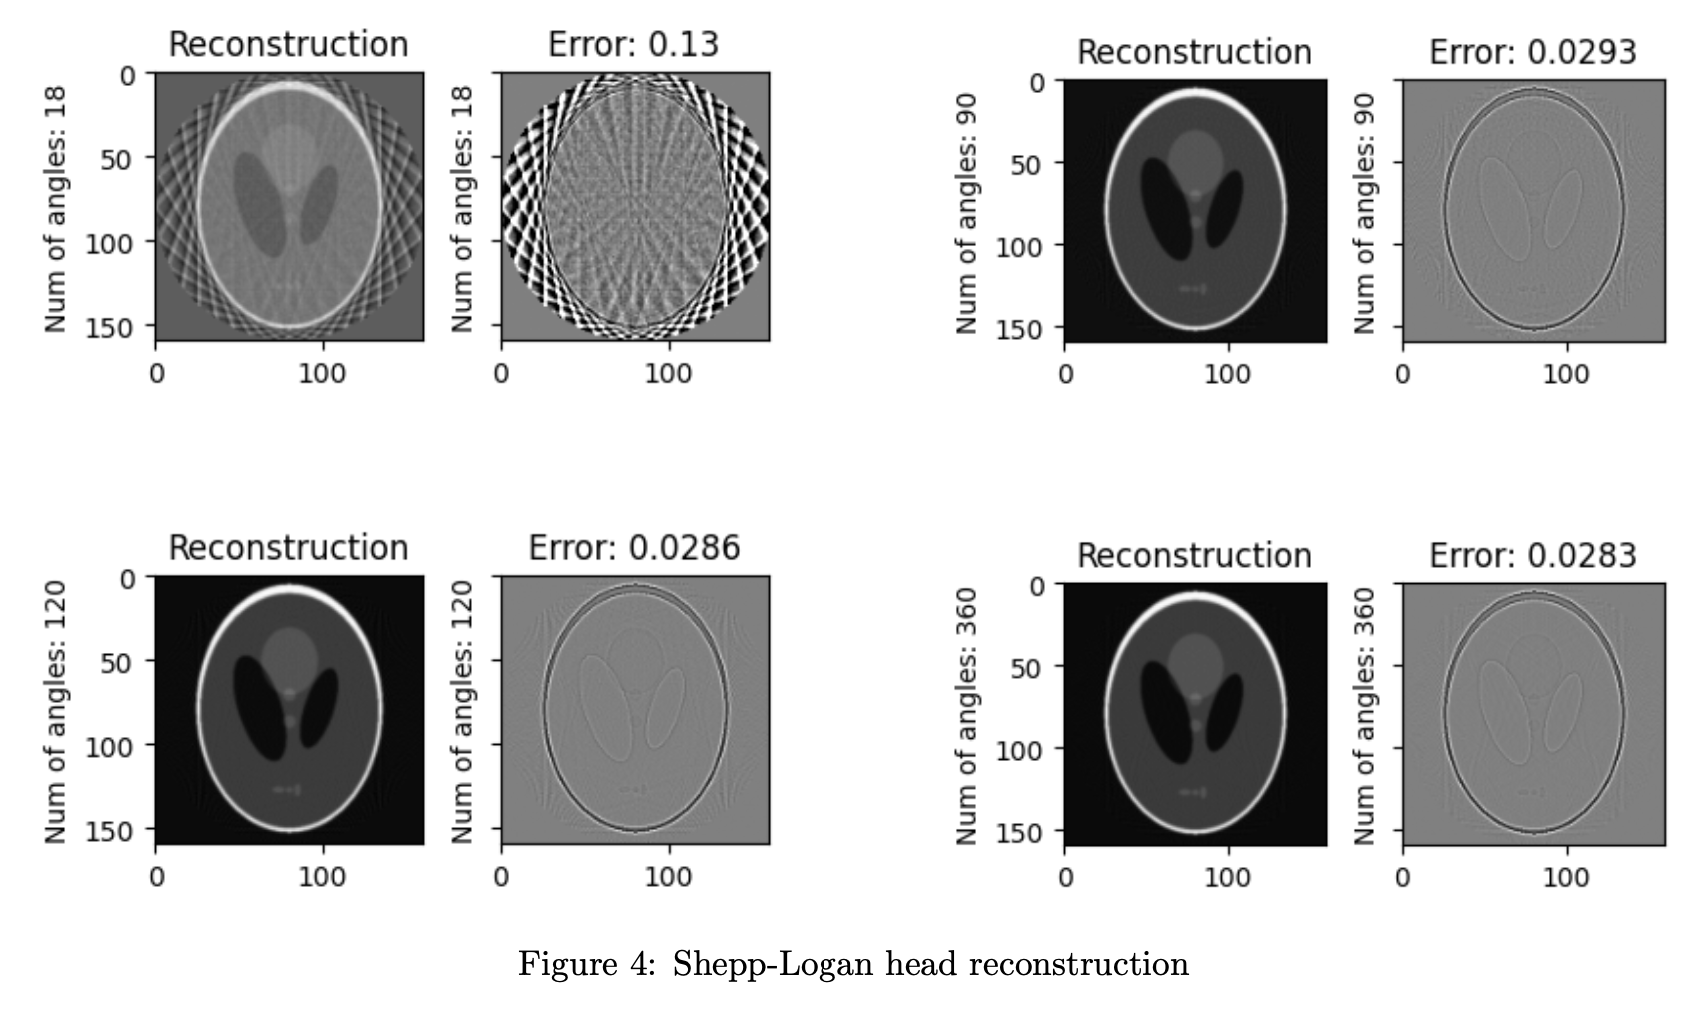 Reconstruction
Error: 0.13
Num of angles: 18
0
50
100
150
0
100
Num of angles: 18
0
100
Reconstruction
Error: 0.0293
Num of angles: 90
0
50
100
150
0
100
Num of angles: 90
0
100
Reconstruction
Error: 0.0286
Num of angles: 120
0
50
100
150
0
100
Num of angles: 120
0
100
Reconstruction
Error: 0.0283
Num of angles: 360
0
50
100
150
0
100
Num of angles: 360
0
100
Figure 4: Shepp-Logan head reconstruction